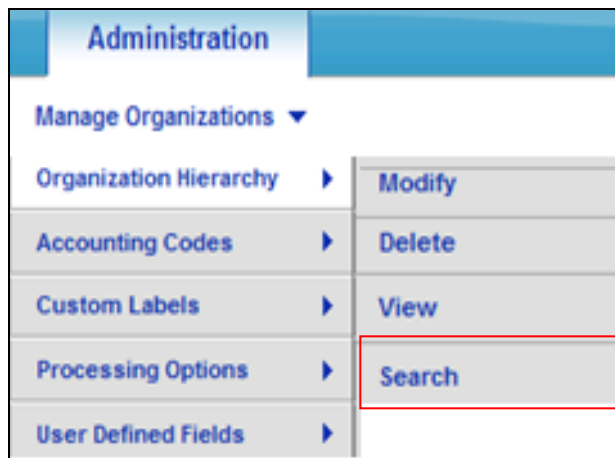 Administration
Manage Organizations
Organization Hierarchy
Modify
Accounting Codes
Delete
Custom Labels
View
Processing Options
Search
User Defined Fields